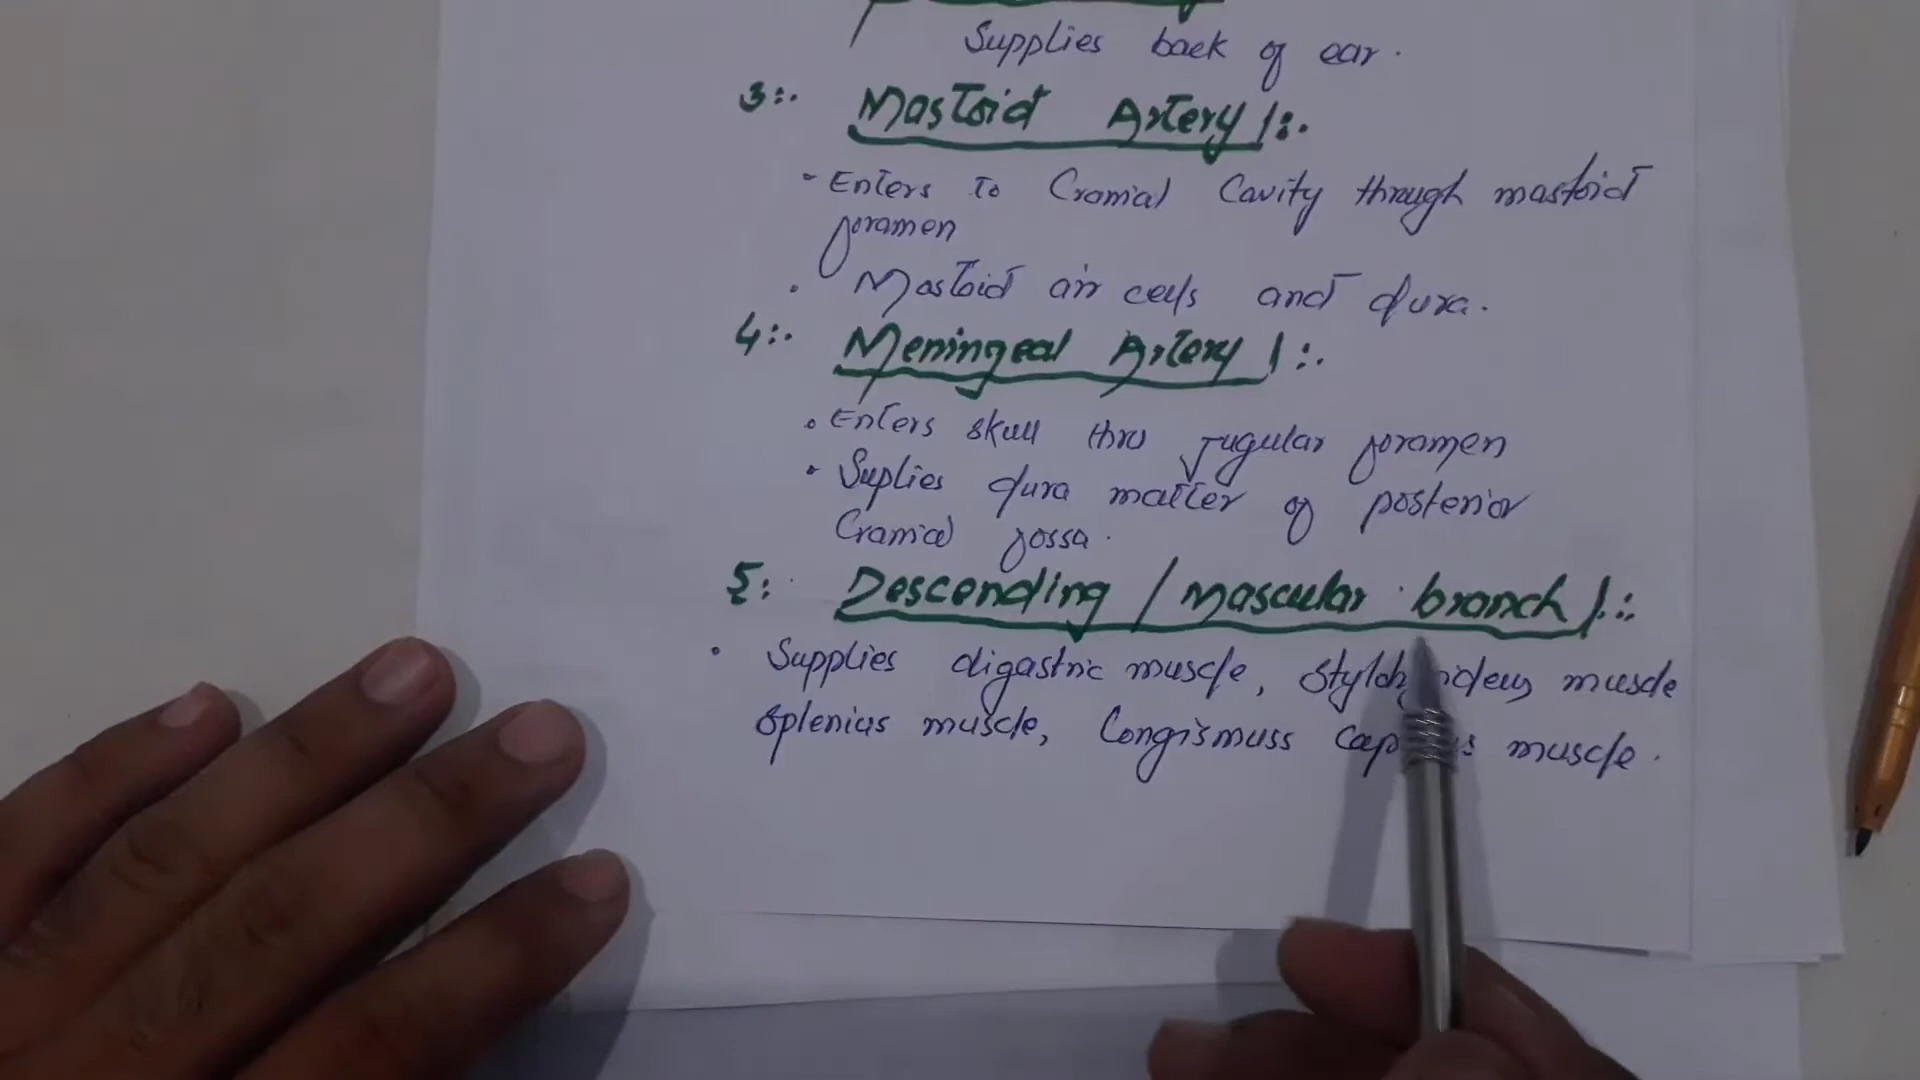 Supplies back of ear.
3:. Mastoid Artery|:.
- Enters to Cranial Cavity through mastoid
foramen
. Mastoid air cells and dura.
4:. Meningeal Artery|:.
. Enters skull thro jugular foramen
. Suplies dura matter of posterior
Cranial fossa.
5:. Descending / Mascular branch|:.
. Supplies digastric muscle, muscle
Splenius muscle, Longismuss muscle.